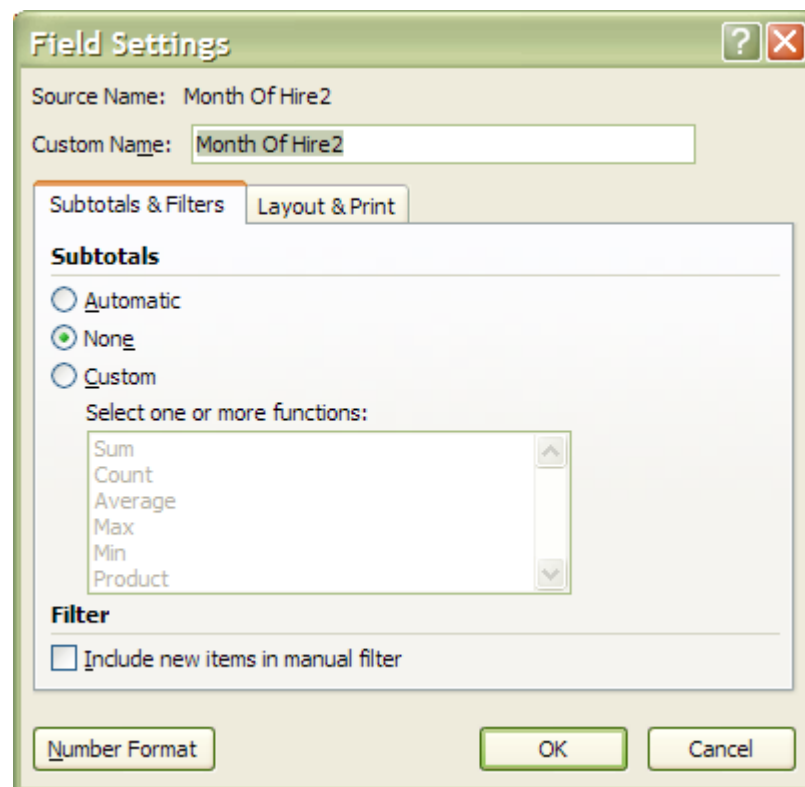 Field Settings
Source Name: Month Of Hire2
Custom Name: Month Of Hire2
Subtotals & Filters Layout & Print
Subtotals
Automatic
None
Custom
Select one or more functions:
Sum
Count
Average
Max
Min
Product
Filter
Include new items in manual filter
Number Format OK Cancel